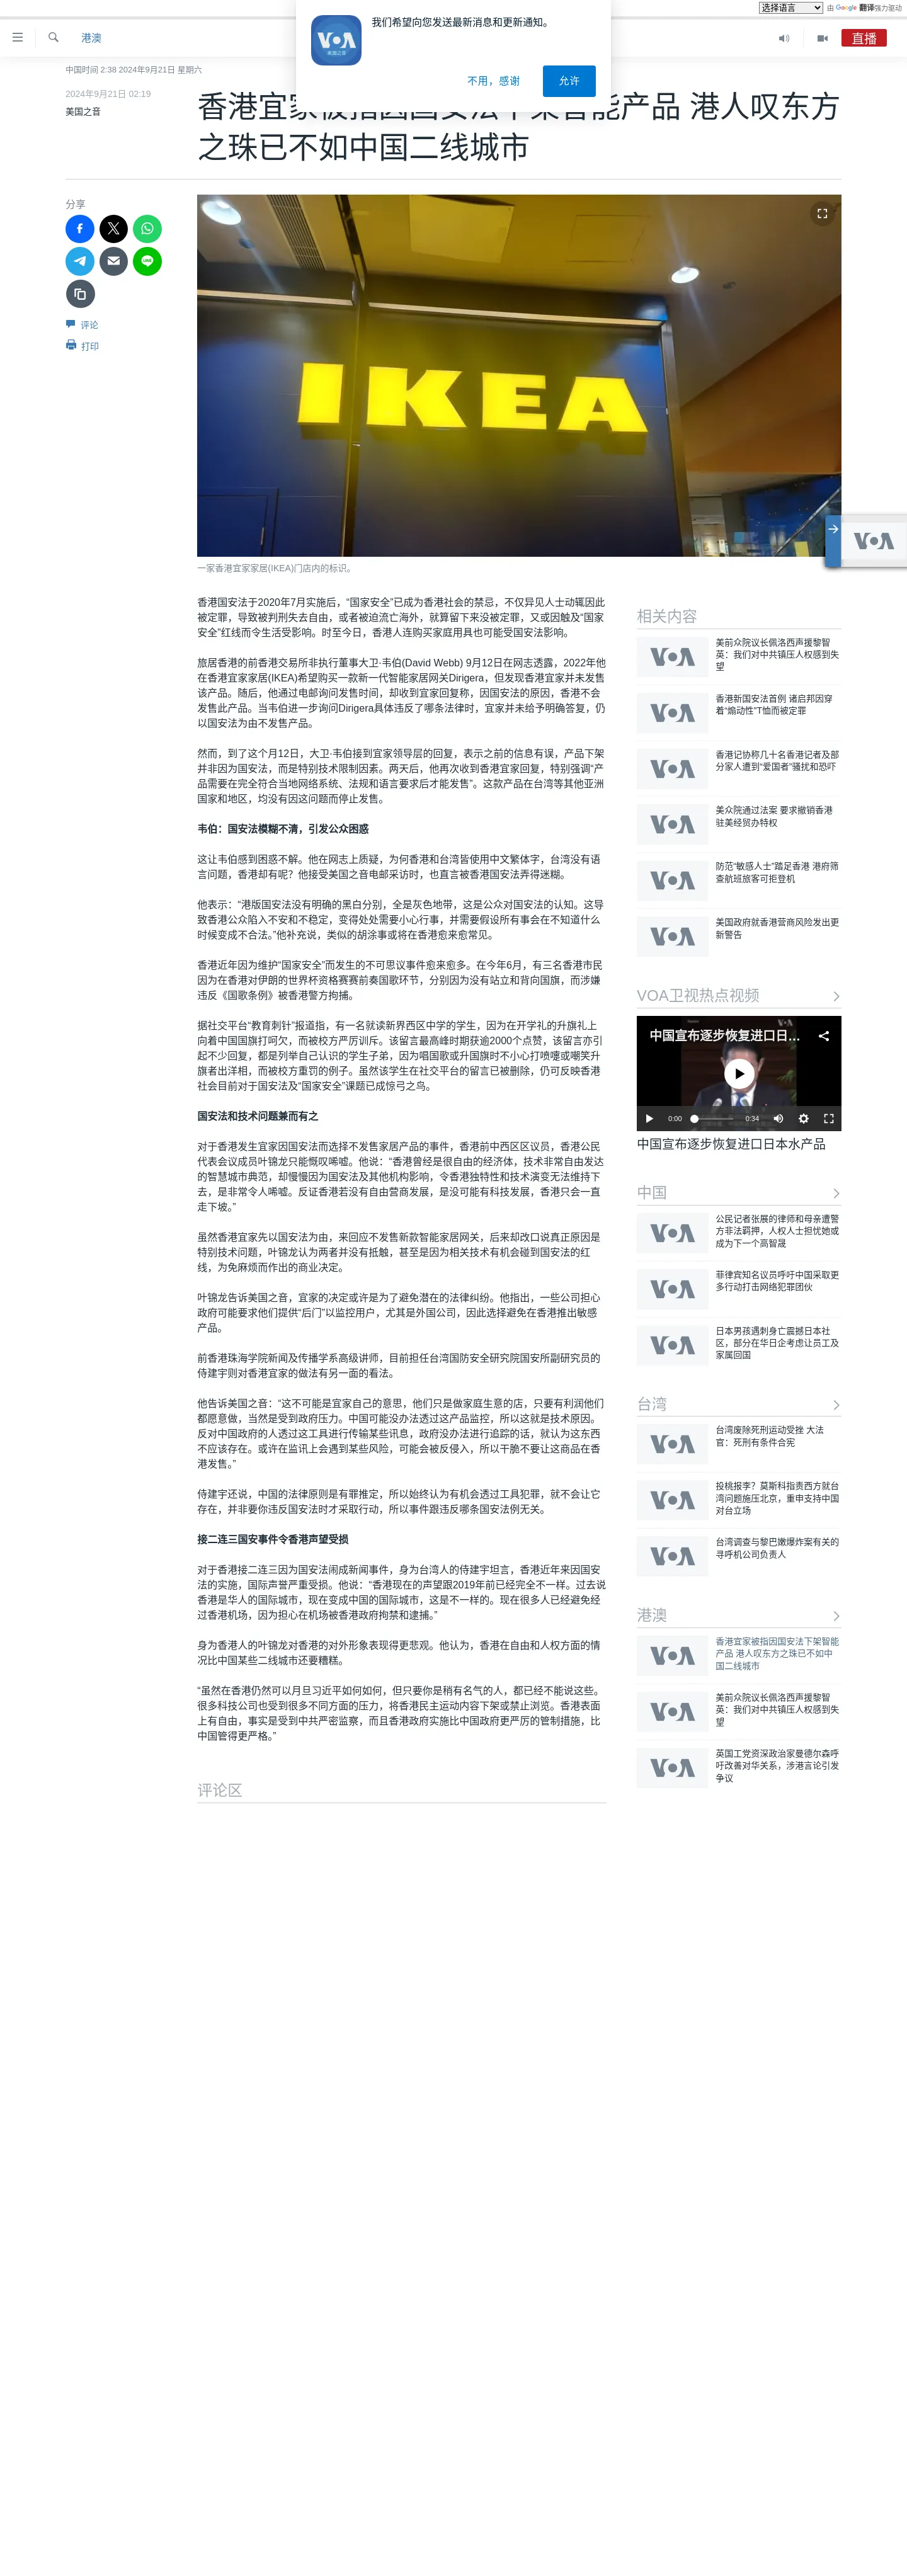 选择语言 由 Google 翻译强力驱动
我们希望向您发送最新消息和更新通知。
不用，感谢 允许
VOA
美国之音
港澳
直播
中国时间 2:38 2024年9月21日 星期六
2024年9月21日 02:19
美国之音
智能产品 港人叹东方
之珠已不如中国二线城市
分享
评论
打印
IKEA
一家香港宜家家居(IKEA)门店内的标识。
VOA
香港国安法于2020年7月实施后，“国家安全”已成为香港社会的禁忌，不仅异见人士动辄因此
被定罪，导致被判刑失去自由，或者被迫流亡海外，就算留下来没被定罪，又或因触及“国家
安全”红线而令生活受影响。时至今日，香港人连购买家庭用具也可能受国安法影响。
旅居香港的前香港交易所非执行董事大卫·韦伯(David Webb) 9月12日在网志透露，2022年他
在香港宜家家居(IKEA)希望购买一款新一代智能家居网关Dirigera，但发现香港宜家并未发售
该产品。随后，他通过电邮询问发售时间，却收到宜家回复称，因国安法的原因，香港不会
发售此产品。当韦伯进一步询问Dirigera具体违反了哪条法律时，宜家并未给予明确答复，仍
以国安法为由不发售产品。
然而，到了这个月12日，大卫·韦伯接到宜家领导层的回复，表示之前的信息有误，产品下架
并非因为国安法，而是特别技术限制因素。两天后，他再次收到香港宜家回复，特别强调“产
品需要在完全符合当地网络系统、法规和语言要求后才能发售”。这款产品在台湾等其他亚洲
国家和地区，均没有因这问题而停止发售。
韦伯：国安法模糊不清，引发公众困惑
这让韦伯感到困惑不解。他在网志上质疑，为何香港和台湾皆使用中文繁体字，台湾没有语
言问题，香港却有呢？他接受美国之音电邮采访时，也直言被香港国安法弄得迷糊。
他表示：“港版国安法没有明确的黑白分别，全是灰色地带，这是公众对国安法的认知。这导
致香港公众陷入不安和不稳定，变得处处需要小心行事，并需要假设所有事会在不知道什么
时候变成不合法。”他补充说，类似的胡涂事或将在香港愈来愈常见。
香港近年因为维护“国家安全”而发生的不可思议事件愈来愈多。在今年6月，有三名香港市民
因为在香港对伊朗的世界杯资格赛赛前奏国歌环节，分别因为没有站立和背向国旗，而涉嫌
违反《国歌条例》被香港警方拘捕。
据社交平台“教育刺针”报道指，有一名就读新界西区中学的学生，因为在开学礼的升旗礼上
向着中国国旗打呵欠，而被校方严厉训斥。该留言最高峰时期获逾2000个点赞，该留言亦引
起不少回复，都是列举自己认识的学生子弟，因为唱国歌或升国旗时不小心打喷嚏或嘲笑升
旗者出洋相，而被校方重罚的例子。虽然该学生在社交平台的留言已被删除，仍可反映香港
社会目前对于国安法及“国家安全”课题已成惊弓之鸟。
国安法和技术问题兼而有之
对于香港发生宜家因国安法而选择不发售家居产品的事件，香港前中西区区议员，香港公民
代表会议成员叶锦龙只能慨叹唏嘘。他说：“香港曾经是很自由的经济体，技术非常自由发达
的智慧城市典范，却慢慢因为国安法及其他机构影响，令香港独特性和技术演变无法维持下
去，是非常令人唏嘘。反证香港若没有自由营商发展，是没可能有科技发展，香港只会一直
走下坡。”
虽然香港宜家先以国安法为由，来回应不发售新款智能家居网关，后来却改口说真正原因是
特别技术问题，叶锦龙认为两者并没有抵触，甚至是因为相关技术有机会碰到国安法的红
线，为免麻烦而作出的商业决定。
叶锦龙告诉美国之音，宜家的决定或许是为了避免潜在的法律纠纷。他指出，一些公司担心
政府可能要求他们提供“后门”以监控用户，尤其是外国公司，因此选择避免在香港推出敏感
产品。
前香港珠海学院新闻及传播学系高级讲师，目前担任台湾国防安全研究院国安所副研究员的
侍建宇则对香港宜家的做法有另一面的看法。
他告诉美国之音：“这不可能是宜家自己的意思，他们只是做家庭生意的店，只要有利润他们
都愿意做，当然是受到政府压力。中国可能没办法透过这产品监控，所以这就是技术原因。
反对中国政府的人透过这工具进行传输某些讯息，政府没办法进行追踪的话，就认为这东西
不应该存在。或许在监讯上会遇到某些风险，可能会被反侵入，所以干脆不要让这商品在香
港发售。”
侍建宇还说，中国的法律原则是有罪推定，所以始终认为有机会透过工具犯罪，就不会让它
存在，并非要你违反国安法时才采取行动，所以事件跟违反哪条国安法例无关。
接二连三国安事件令香港声望受损
对于香港接二连三因为国安法闹成新闻事件，身为台湾人的侍建宇坦言，香港近年来因国安
法的实施，国际声誉严重受损。他说：“香港现在的声望跟2019年前已经完全不一样。过去说
香港是华人的国际城市，现在变成中国的国际城市，这是不一样的。现在很多人已经避免经
过香港机场，因为担心在机场被香港政府拘禁和逮捕。”
身为香港人的叶锦龙对香港的对外形象表现得更悲观。他认为，香港在自由和人权方面的情
况比中国某些二线城市还要糟糕。
“虽然在香港仍然可以月旦习近平如何如何，但只要你是稍有名气的人，都已经不能说这些。
很多科技公司也受到很多不同方面的压力，将香港民主运动内容下架或禁止浏览。香港表面
上有自由，事实是受到中共严密监察，而且香港政府实施比中国政府更严厉的管制措施，比
中国管得更严格。”
评论区
相关内容
VOA
美前众院议长佩洛西声援黎智
英：我们对中共镇压人权感到失
望
VOA
香港新国安法首例 诸启邦因穿
着“煽动性”T恤而被定罪
VOA
香港记协称几十名香港记者及部
分家人遭到“爱国者”骚扰和恐吓
VOA
美众院通过法案 要求撤销香港
驻美经贸办特权
VOA
防范“敏感人士”踏足香港 港府筛
查航班旅客可拒登机
VOA
美国政府就香港营商风险发出更
新警告
VOA卫视热点视频
中国宣布逐步恢复进口日…
0:00 0:34
中国宣布逐步恢复进口日本水产品
中国
VOA
公民记者张展的律师和母亲遭警
方非法羁押，人权人士担忧她或
成为下一个高智晟
VOA
菲律宾知名议员呼吁中国采取更
多行动打击网络犯罪团伙
VOA
日本男孩遇刺身亡震撼日本社
区，部分在华日企考虑让员工及
家属回国
台湾
VOA
台湾废除死刑运动受挫 大法
官：死刑有条件合宪
VOA
投桃报李？莫斯科指责西方就台
湾问题施压北京，重申支持中国
对台立场
VOA
台湾调查与黎巴嫩爆炸案有关的
寻呼机公司负责人
港澳
VOA
香港宜家被指因国安法下架智能
产品 港人叹东方之珠已不如中
国二线城市
VOA
美前众院议长佩洛西声援黎智
英：我们对中共镇压人权感到失
望
VOA
英国工党资深政治家曼德尔森呼
吁改善对华关系，涉港言论引发
争议